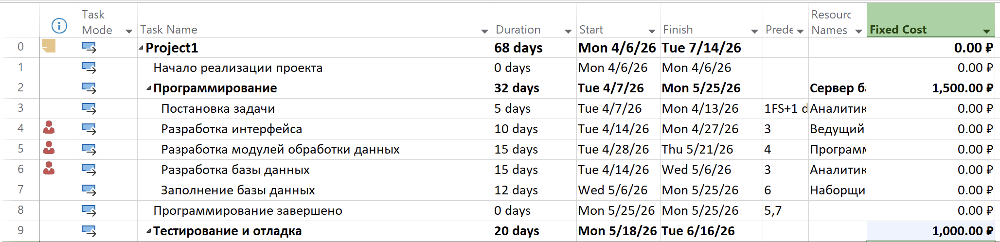 Task Mode Task Name Duration Start Finish Prede Resourc Names Fixed Cost
0 Project1 68 days Mon 4/6/26 Tue 7/14/26 0.00 ₽
1 Начало реализации проекта 0 days Mon 4/6/26 Mon 4/6/26 0.00 ₽
2 Программирование 32 days Tue 4/7/26 Mon 5/25/26 Сервер ба 1,500.00 ₽
3 Постановка задачи 5 days Tue 4/7/26 Mon 4/13/26 1FS+1 d Аналитик 0.00 ₽
4 Разработка интерфейса 10 days Tue 4/14/26 Mon 4/27/26 3 Ведущий 0.00 ₽
5 Разработка модулей обработки данных 15 days Tue 4/28/26 Thu 5/21/26 4 Программ 0.00 ₽
6 Разработка базы данных 15 days Tue 4/14/26 Wed 5/6/26 3 Аналитик 0.00 ₽
7 Заполнение базы данных 12 days Wed 5/6/26 Mon 5/25/26 6 Наборщи 0.00 ₽
8 Программирование завершено 0 days Mon 5/25/26 Mon 5/25/26 5,7 0.00 ₽
9 Тестирование и отладка 20 days Mon 5/18/26 Tue 6/16/26 1,000.00 ₽